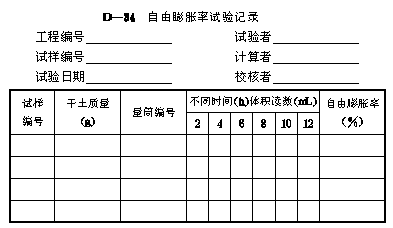 D—34 自由膨胀率试验记录
工程编号 试验者
试样编号 计算者
试验日期 校核者
试样编号 干土质量(g) 量筒编号 不同时间(h)体积读数(mL) 自由膨胀率(%)
2 4 6 8 10 12